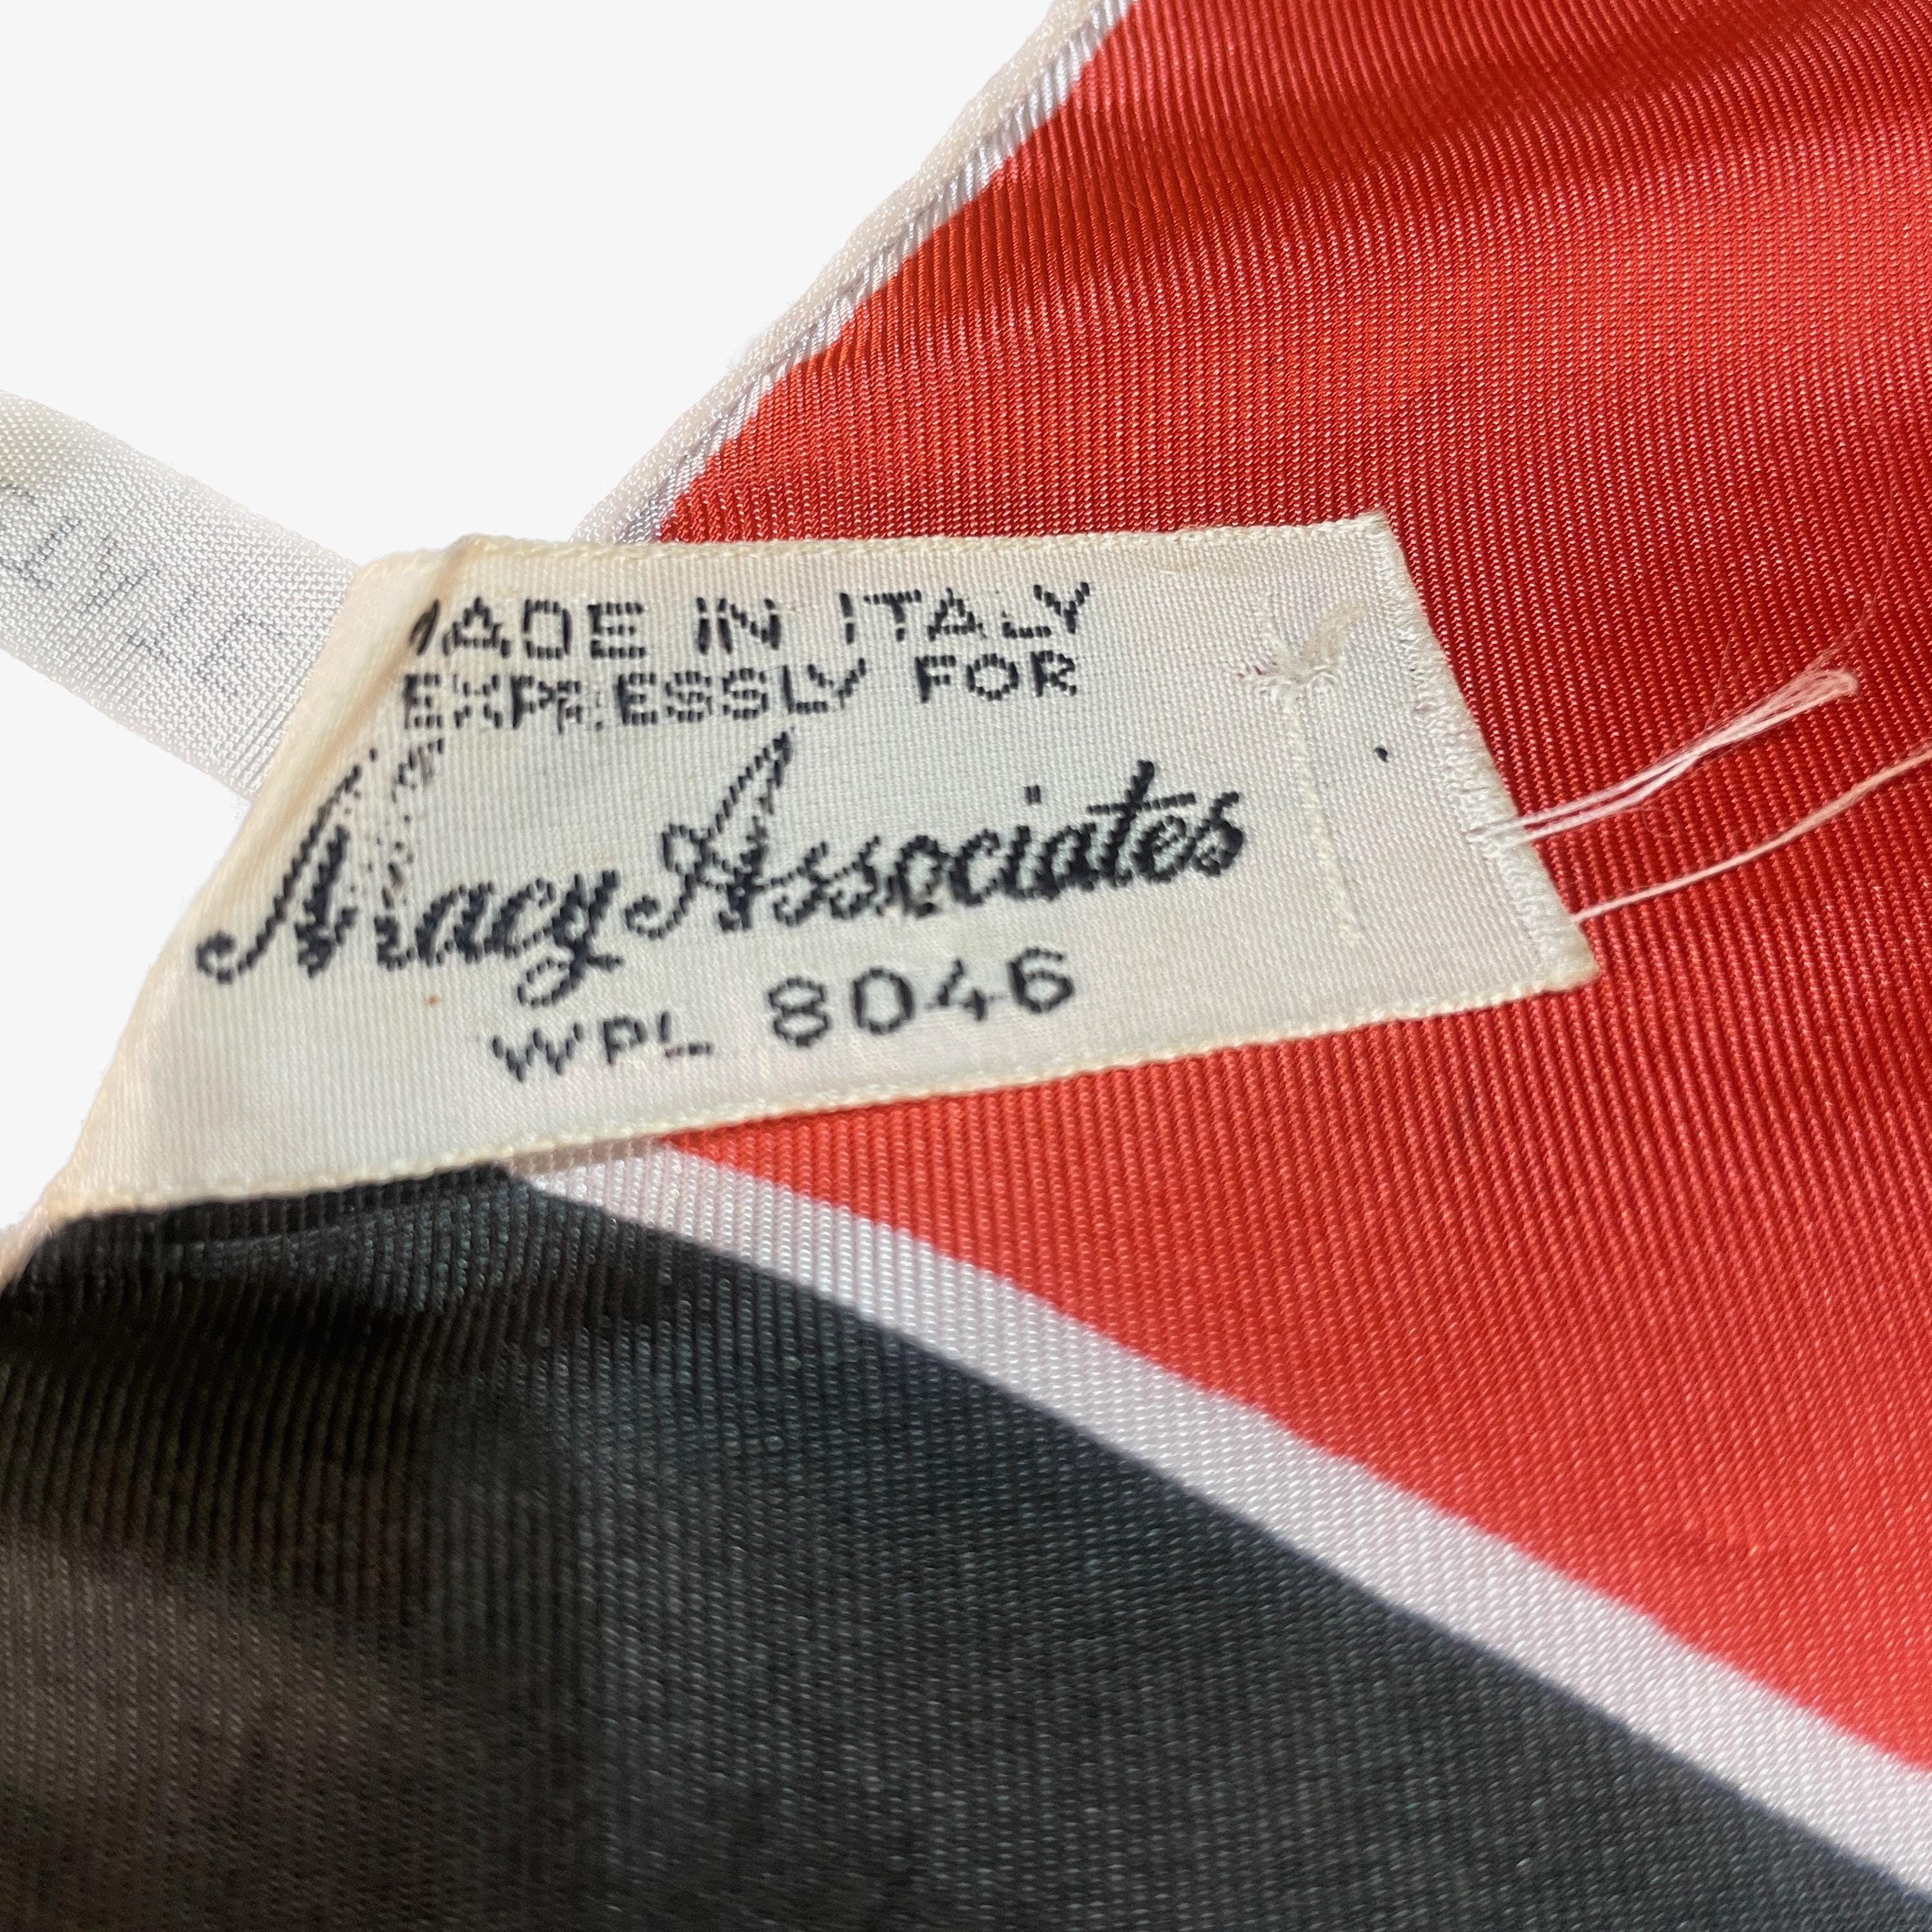 MADE IN ITALY
EXPRESSLY FOR
Macy Associates
WPL 8046